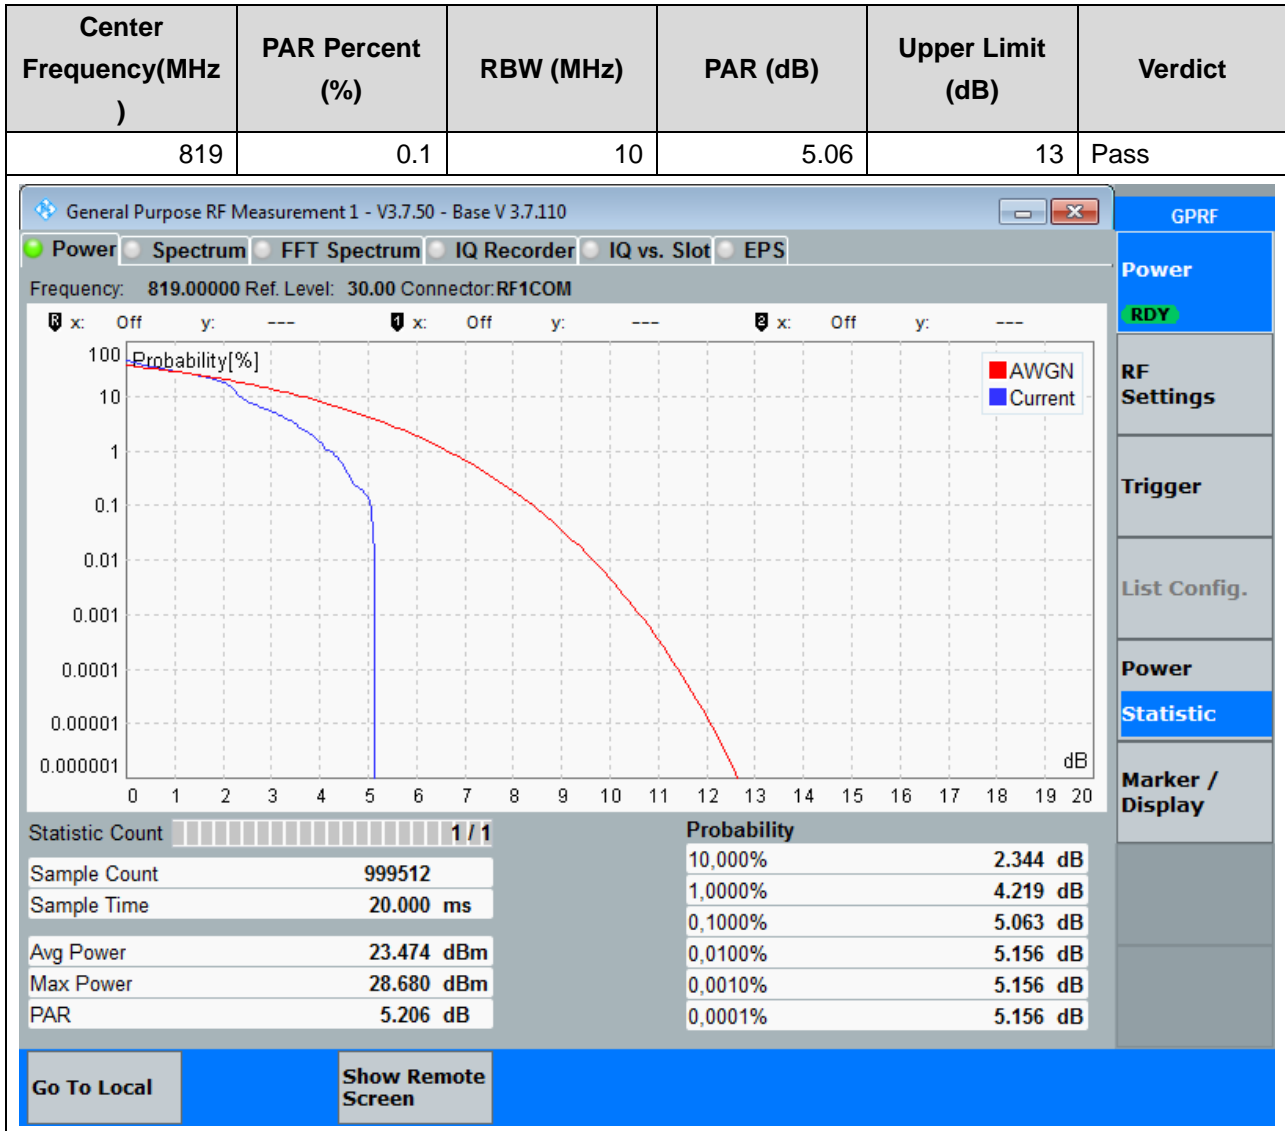 Center Frequency(MHz) PAR Percent (%) RBW (MHz) PAR (dB) Upper Limit (dB) Verdict
819 0.1 10 5.06 13 Pass
General Purpose RF Measurement 1 - V3.7.50 - Base V 3.7.110
GPRF
Power Spectrum FFT Spectrum IQ Recorder IQ vs. Slot EPS
Frequency: 819.00000 Ref. Level: 30.00 Connector: RF1COM
R x: Off y: --- 1 x: Off y: --- 2 x: Off y: ---
Probability[%]
AWGN
Current
100
10
1
0.1
0.01
0.001
0.0001
0.00001
0.000001
dB
0 1 2 3 4 5 6 7 8 9 10 11 12 13 14 15 16 17 18 19 20
Statistic Count 1 / 1
Sample Count 999512
Sample Time 20.000 ms
Avg Power 23.474 dBm
Max Power 28.680 dBm
PAR 5.206 dB
Probability
10,000% 2.344 dB
1,0000% 4.219 dB
0,1000% 5.063 dB
0,0100% 5.156 dB
0,0010% 5.156 dB
0,0001% 5.156 dB
Power
RDY
RF
Settings
Trigger
List Config.
Power
Statistic
Marker /
Display
Go To Local
Show Remote
Screen